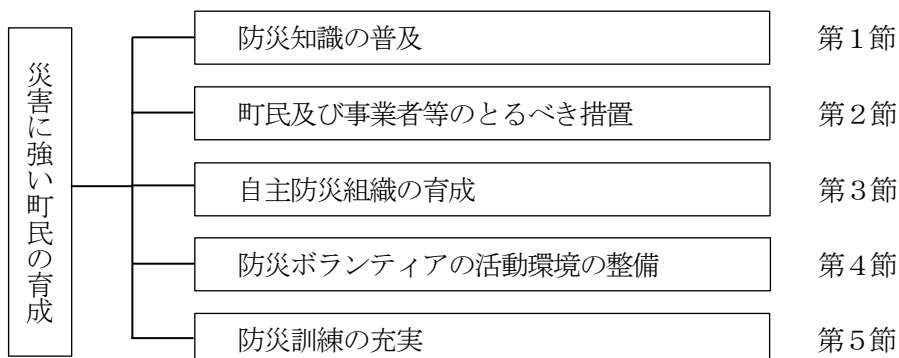 災害に強い町民の育成
防災知識の普及 第１節
町民及び事業者等のとるべき措置 第２節
自主防災組織の育成 第３節
防災ボランティアの活動環境の整備 第４節
防災訓練の充実 第５節